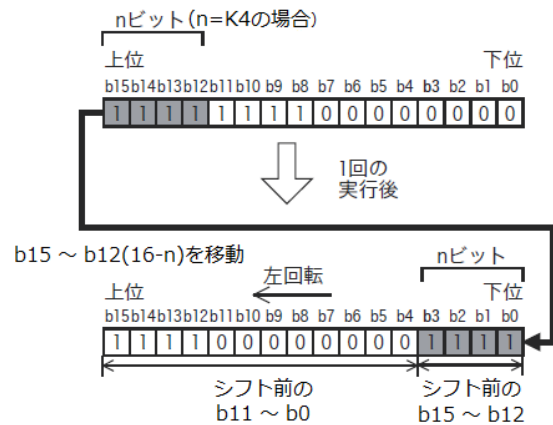 nビット(n=K4の場合)
上位 下位
b15 b14 b13 b12 b11 b10 b9 b8 b7 b6 b5 b4 b3 b2 b1 b0
1 1 1 1 1 1 1 1 0 0 0 0 0 0 0 0
1回の
実行後
b15 ～ b12(16-n)を移動
nビット
上位 左回転 下位
b15 b14 b13 b12 b11 b10 b9 b8 b7 b6 b5 b4 b3 b2 b1 b0
1 1 1 1 0 0 0 0 0 0 0 0 1 1 1 1
シフト前の
b11 ～ b0
シフト前の
b15 ～ b12